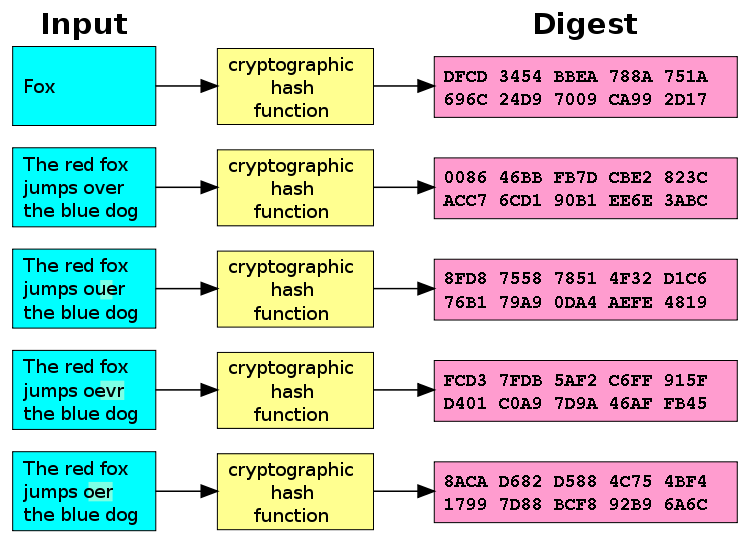 Input Digest
Fox
cryptographic
hash
function
DFCD 3454 BBEA 788A 751A
696C 24D9 7009 CA99 2D17
The red fox
jumps over
the blue dog
cryptographic
hash
function
0086 46BB FB7D CBE2 823C
ACC7 6CD1 90B1 EE6E 3ABC
The red fox
jumps ouer
the blue dog
cryptographic
hash
function
8FD8 7558 7851 4F32 D1C6
76B1 79A9 0DA4 AEFE 4819
The red fox
jumps oevr
the blue dog
cryptographic
hash
function
FCD3 7FDB 5AF2 C6FF 915F
D401 C0A9 7D9A 46AF FB45
The red fox
jumps oer
the blue dog
cryptographic
hash
function
8ACA D682 D588 4C75 4BF4
1799 7D88 BCF8 92B9 6A6C